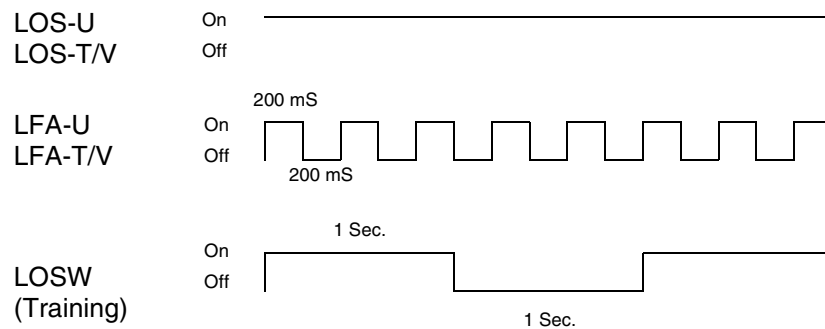 LOS-U On
LOS-T/V Off
200 mS
LFA-U On
LFA-T/V Off
200 mS
1 Sec.
On
LOSW Off
(Training)
1 Sec.